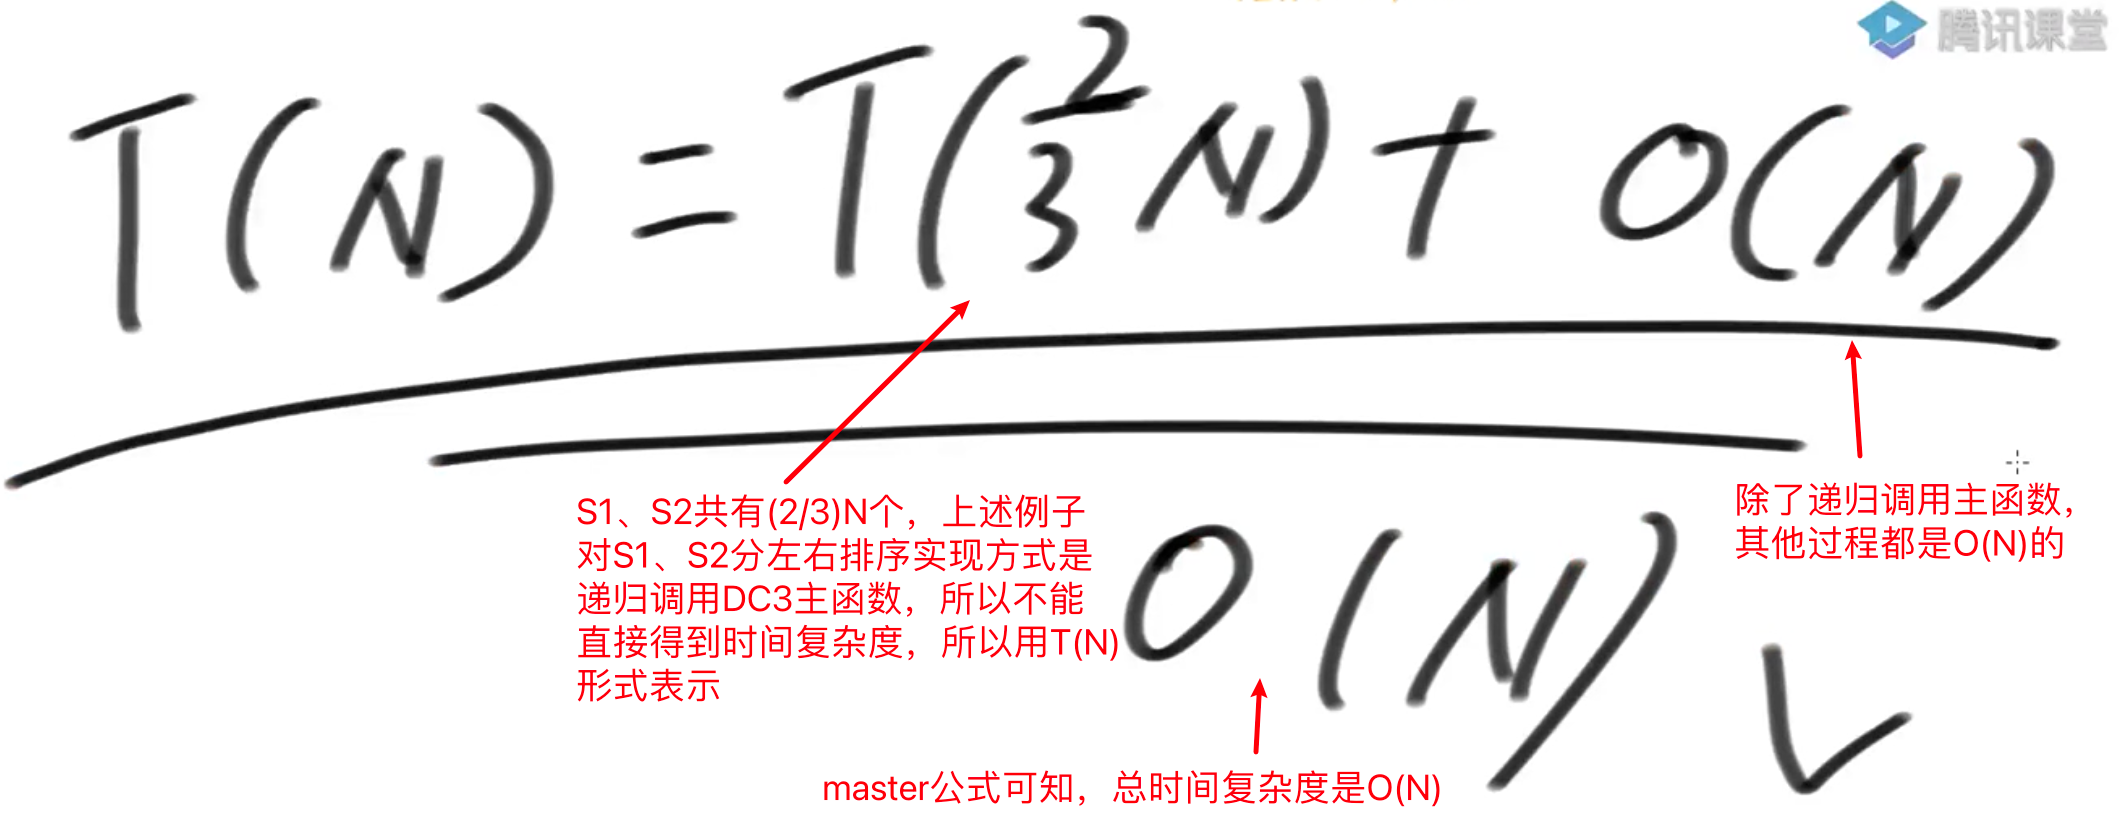 腾讯课堂
T(N) = T(2/3 N) + O(N)
S1、S2共有(2/3)N个，上述例子
对S1、S2分左右排序实现方式是
递归调用DC3主函数，所以不能
直接得到时间复杂度，所以用T(N)
形式表示
除了递归调用主函数，
其他过程都是O(N)的
O(N) ✓
master公式可知，总时间复杂度是O(N)